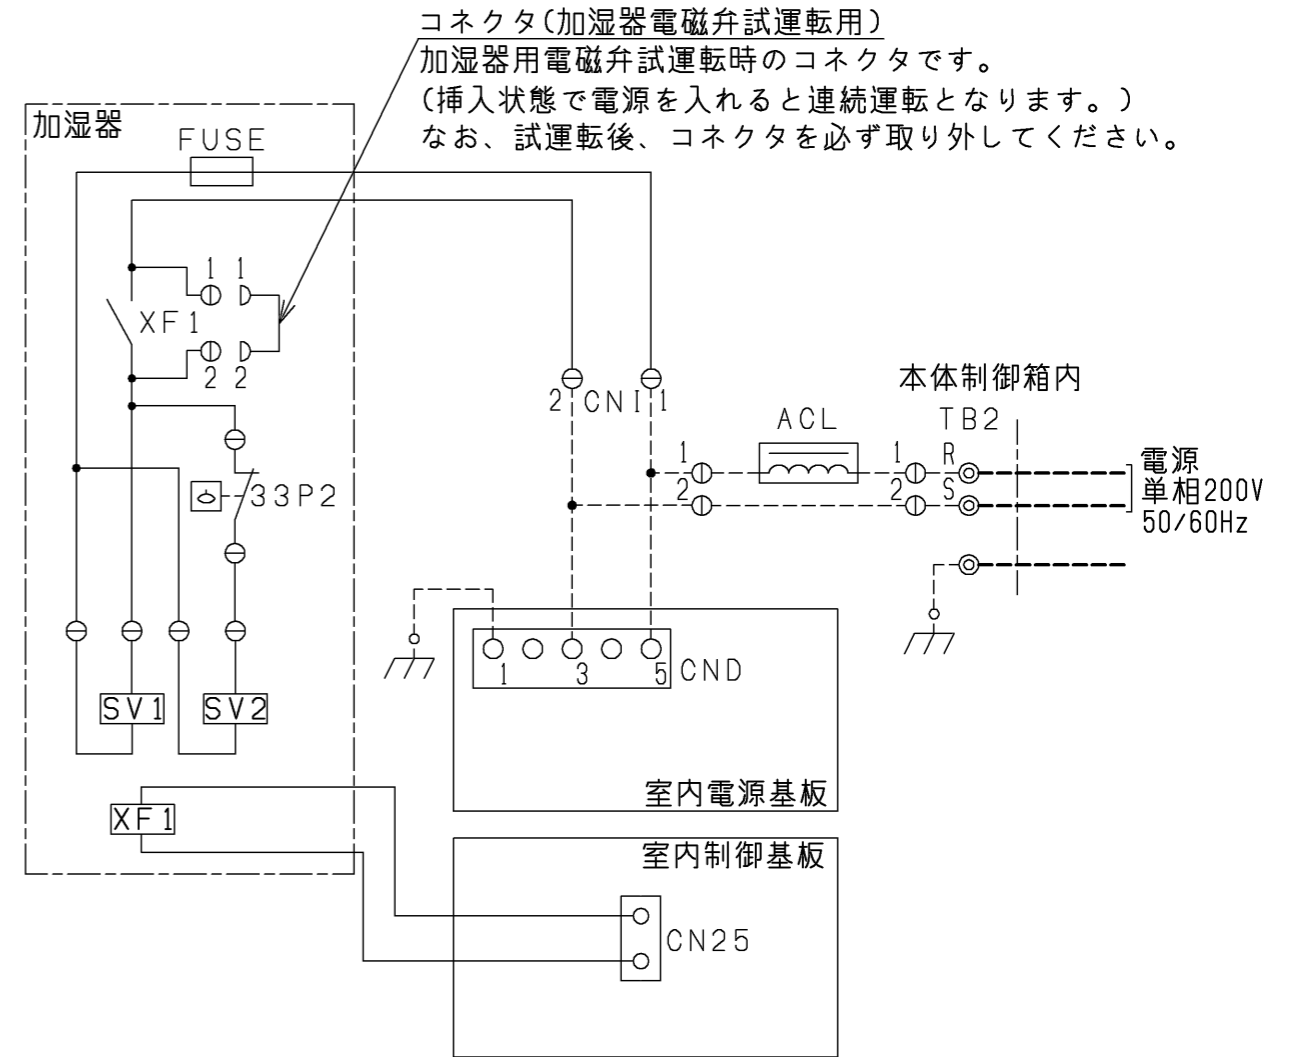 コネクタ(加湿器電磁弁試運転用)
加湿器用電磁弁試運転時のコネクタです。
(挿入状態で電源を入れると連続運転となります。)
なお、試運転後、コネクタを必ず取り外してください。
加湿器
FUSE
1 1
XF1
2 2
2 CNI 1
本体制御箱内
ACL
TB2
1 1 R
2 2 S
電源
単相200V
50/60Hz
33P2
1 3 5 CND
SV1 SV2
室内電源基板
XF1
室内制御基板
CN25